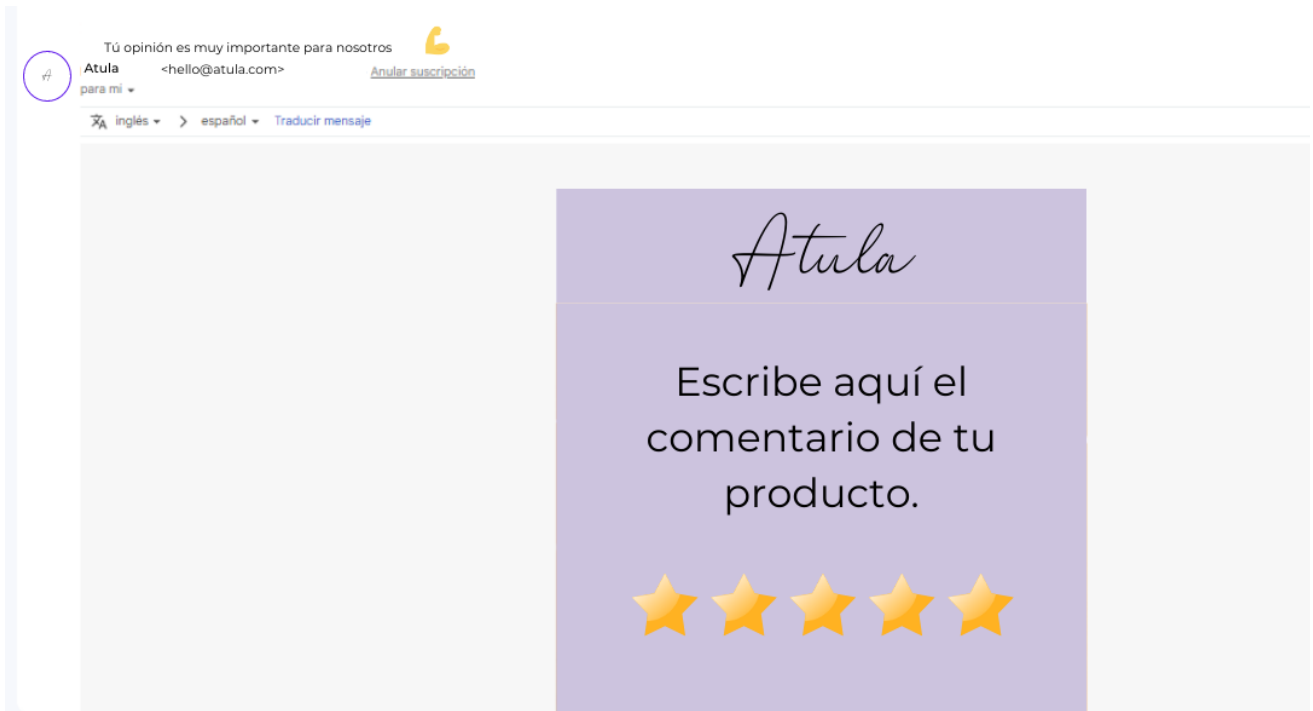 Tú opinión es muy importante para nosotros
A
Atula <hello@atula.com> Anular suscripción
para mi
inglés > español Traducir mensaje
Atula
Escribe aquí el
comentario de tu
producto.